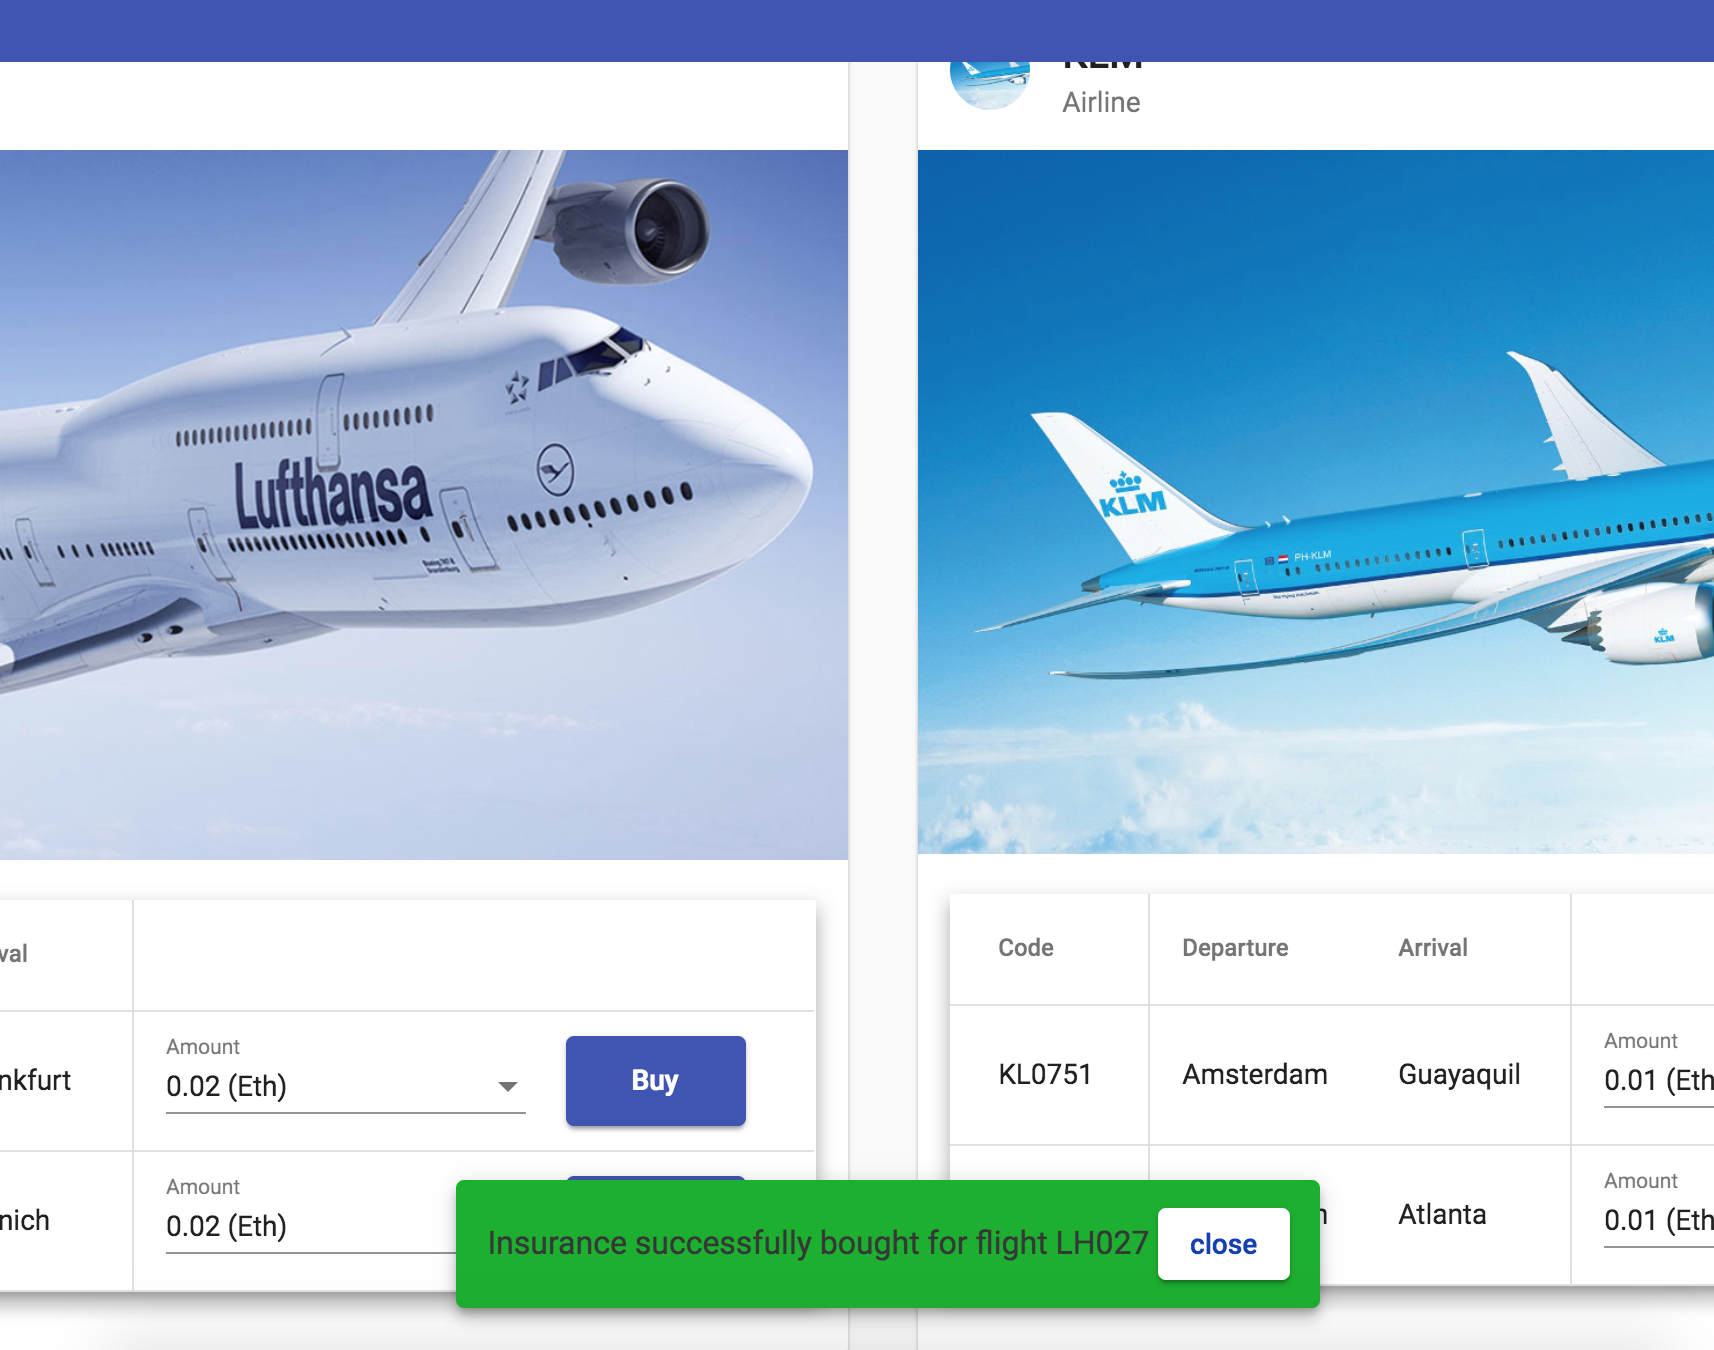 KLM
Airline
Lufthansa
KLM
PH-KLM
KLM
val
Code
Departure
Arrival
Amount
nkfurt
0.02 (Eth)
Buy
KL0751
Amsterdam
Guayaquil
Amount
0.01 (Eth
Amount
nich
0.02 (Eth)
Atlanta
Amount
0.01 (Eth
Insurance successfully bought for flight LH027
close